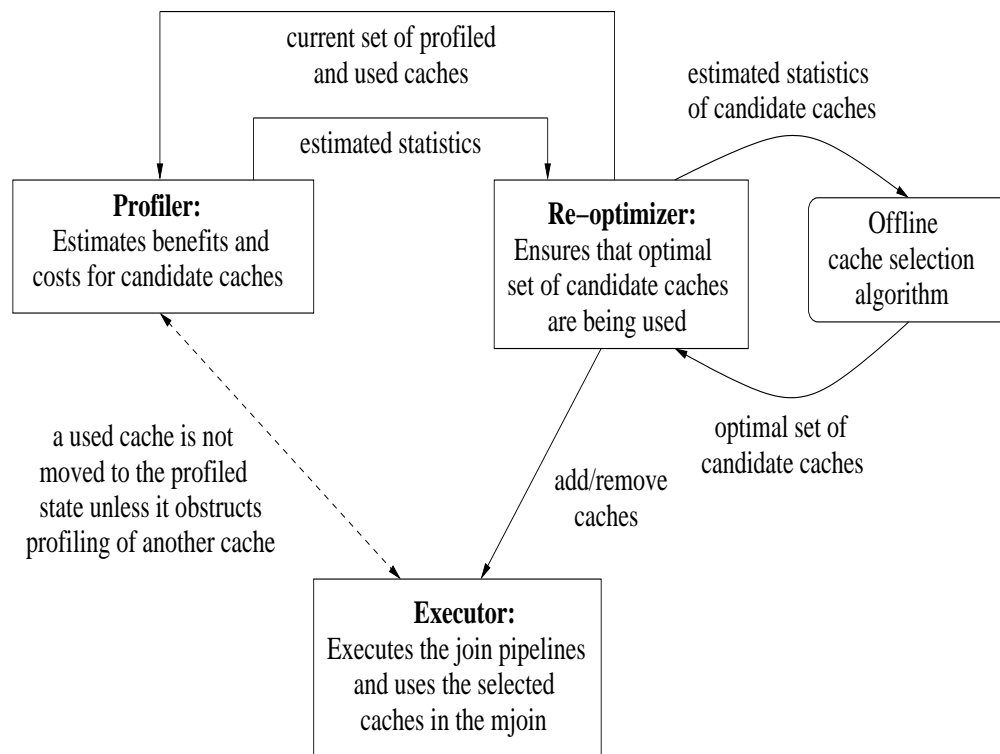 current set of profiled
and used caches
estimated statistics
estimated statistics
of candidate caches
Profiler:
Estimates benefits and
costs for candidate caches
Re−optimizer:
Ensures that optimal
set of candidate caches
are being used
Offline
cache selection
algorithm
a used cache is not
moved to the profiled
state unless it obstructs
profiling of another cache
add/remove
caches
optimal set of
candidate caches
Executor:
Executes the join pipelines
and uses the selected
caches in the mjoin